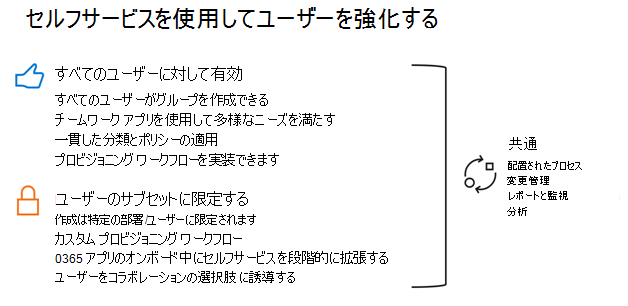 セルフサービスを使用してユーザーを強化する
すべてのユーザーに対して有効
すべてのユーザーがグループを作成できる
チームワーク アプリを使用して多様なニーズを満たす
一貫した分類とポリシーの適用
プロビジョニング ワークフローを実装できます
ユーザーのサブセットに限定する
作成は特定の部署/ユーザーに限定されます
カスタム プロビジョニング ワークフロー
O365 アプリのオンボード中にセルフサービスを段階的に拡張する
ユーザーをコラボレーションの選択肢 に誘導する
共通
配置されたプロセス
変更管理
レポートと監視
分析